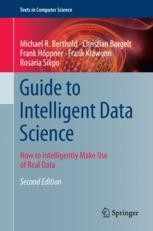 Texts in Computer Science
Michael R. Berthold · Christian Borgelt
Frank Höppner · Frank Klawonn
Rosaria Silipo
Guide to
Intelligent Data
Science
How to Intelligently Make Use
of Real Data
Second Edition
Springer